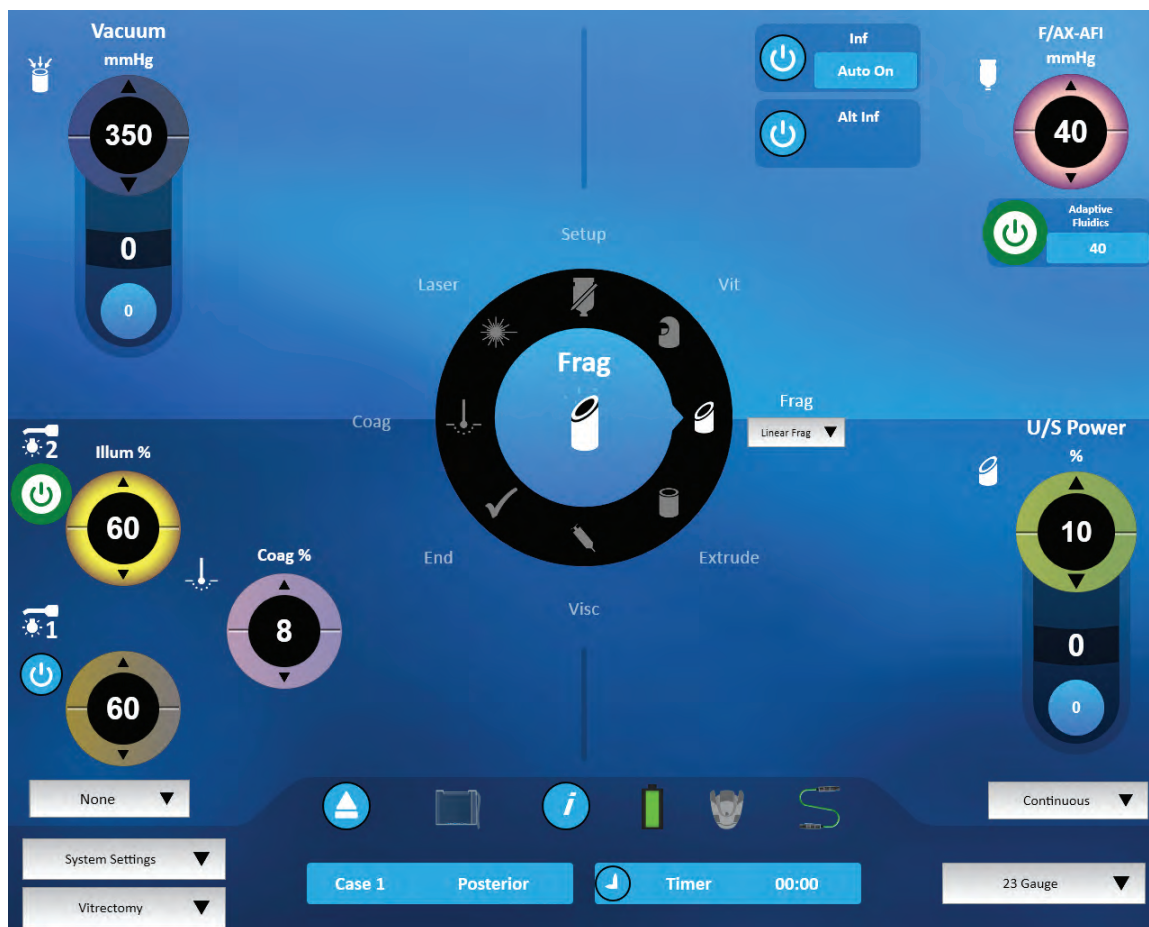 Vacuum
mmHg
350
0
0
Inf
Auto On
Alt Inf
F/AX-AFI
mmHg
40
Adaptive
Fluidics
40
Setup
Laser
Vit
Frag
Coag
Frag
Linear Frag
End
Extrude
Visc
2
Illum %
60
1
60
Coag %
8
U/S Power
%
10
0
0
None
System Settings
Vitrectomy
i
Case 1 Posterior
Timer 00:00
Continuous
23 Gauge